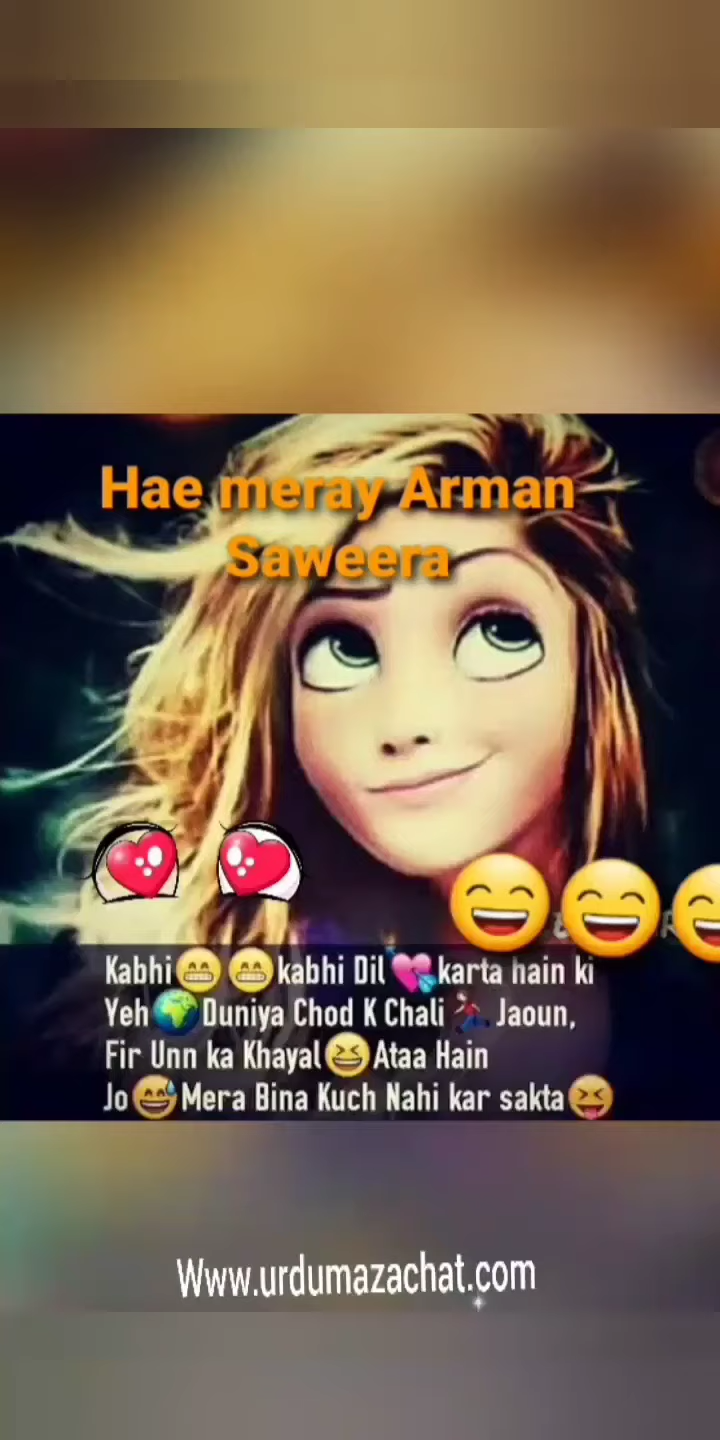 Hae meray Arman
Saweera
Kabhi😁😁kabhi Dil💘karta hain ki
Yeh🌍Duniya Chod K Chali🏃Jaoun,
Fir Unn ka Khayal😆Ataa Hain
Jo😅Mera Bina Kuch Nahi kar sakta😝
Www.urdumazachat.com